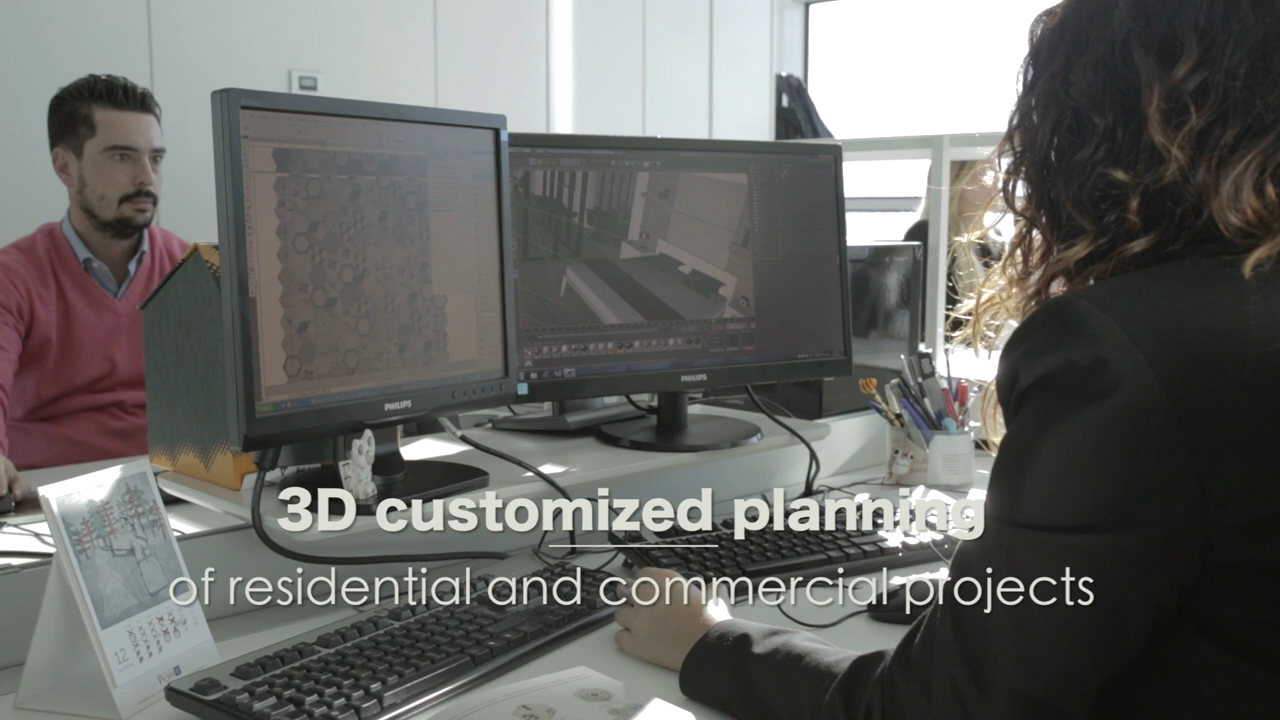 PHILIPS
PHILIPS
3D customized planning
of residential and commercial projects
12